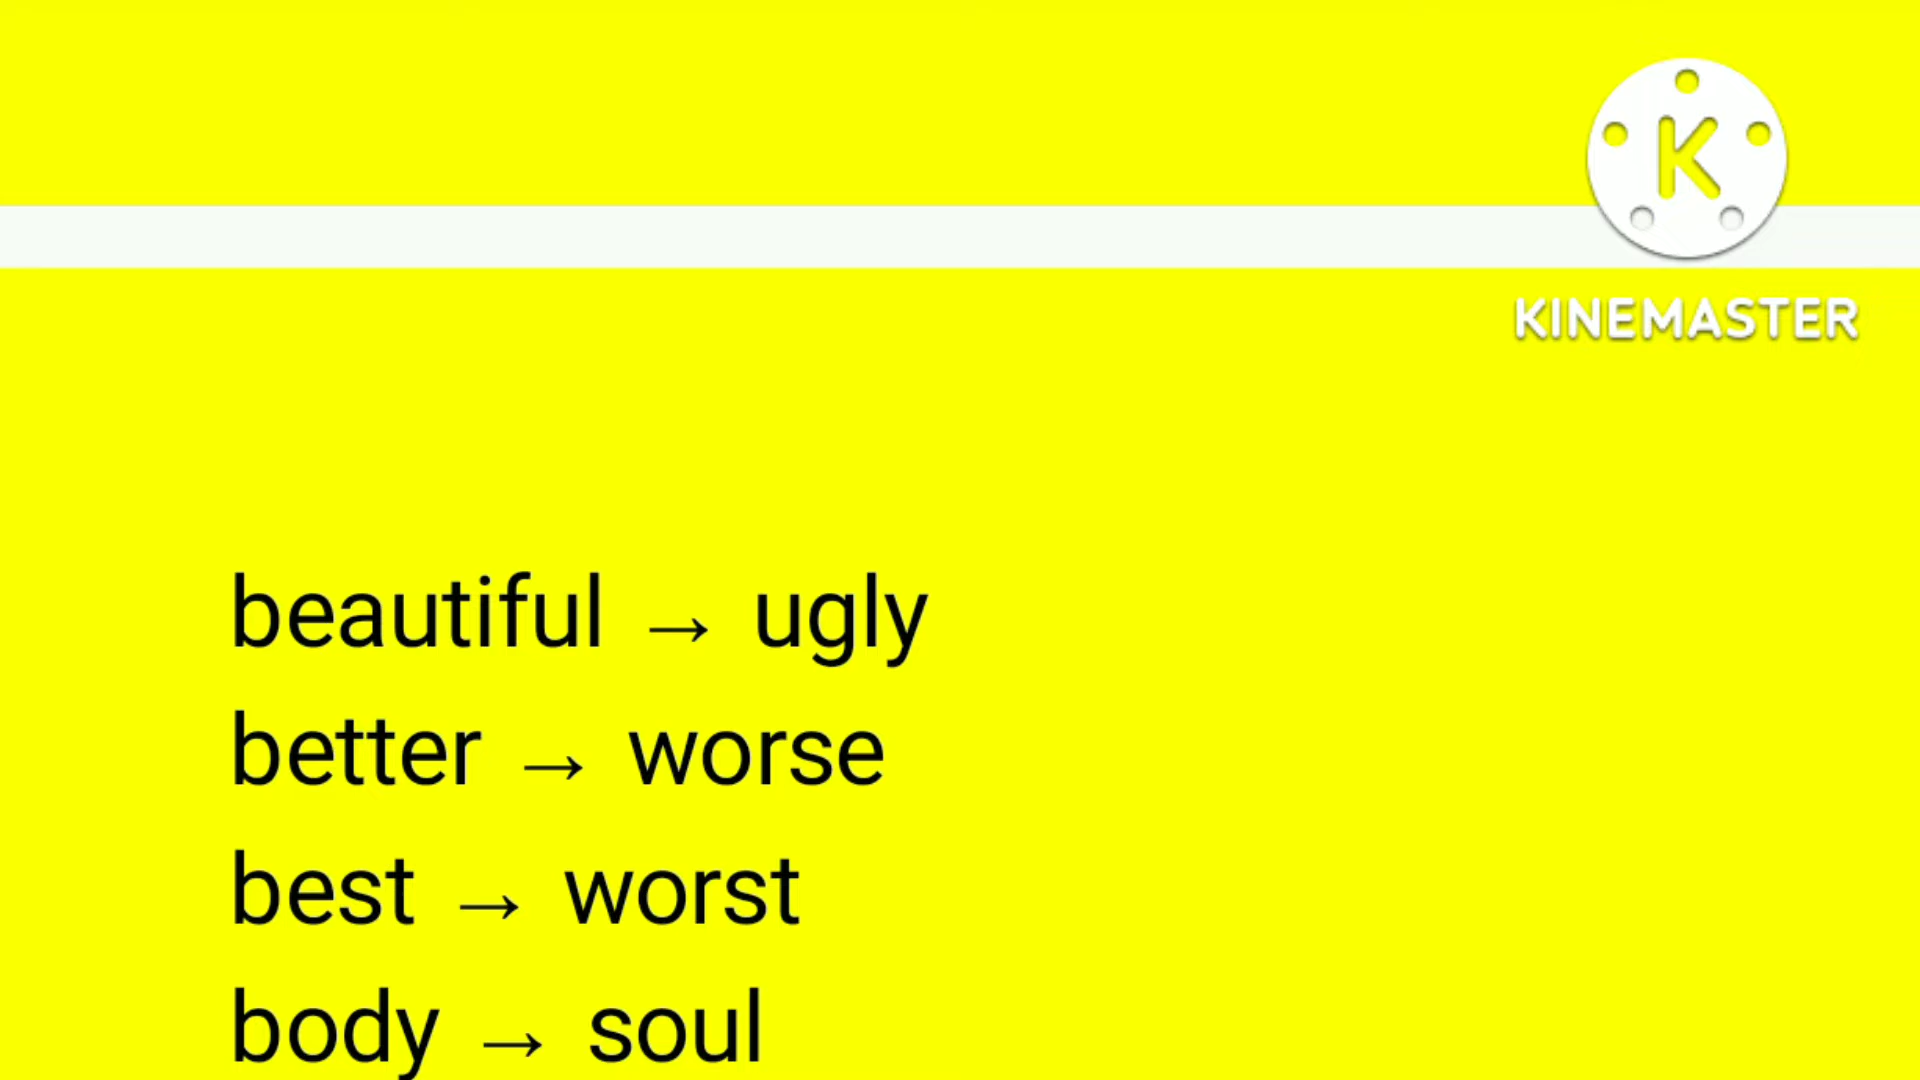 K
KINEMASTER
beautiful → ugly
better → worse
best → worst
body → soul